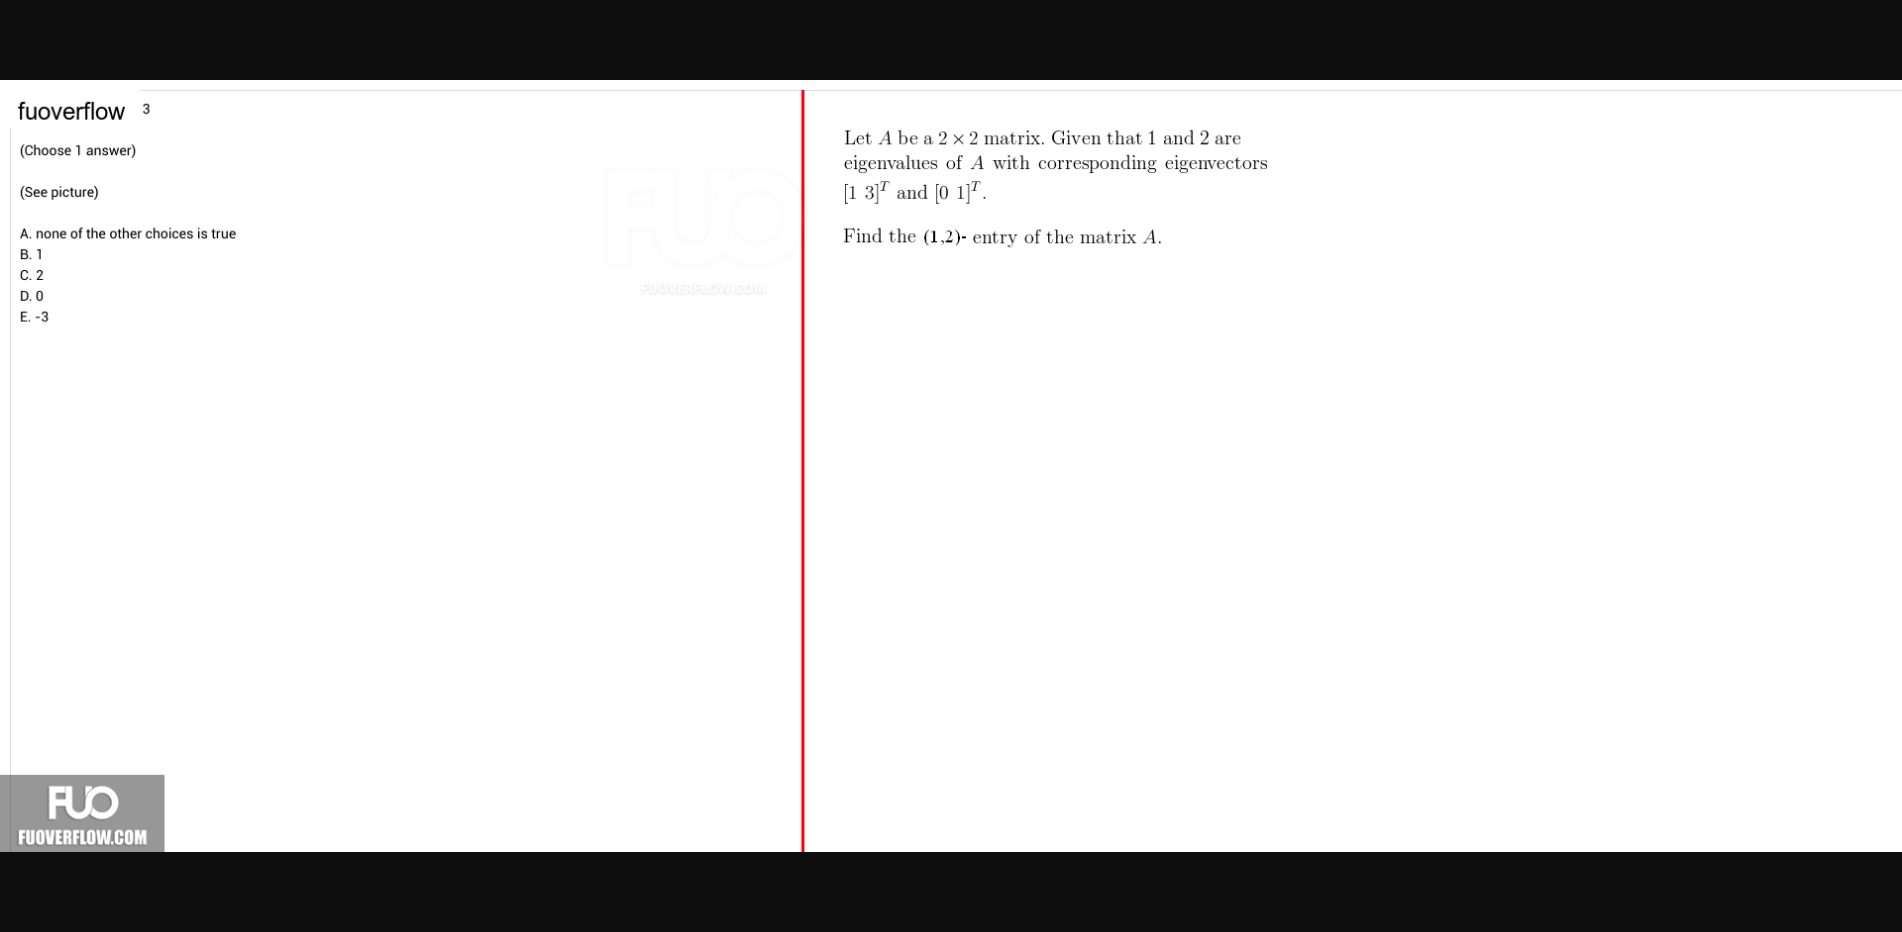 fuoverflow 3
(Choose 1 answer)
(See picture)
A. none of the other choices is true
B. 1
C. 2
D. 0
E. -3
FUO
FUOVERFLOW.COM
Let A be a 2 × 2 matrix. Given that 1 and 2 are
eigenvalues of A with corresponding eigenvectors
[1 3]^T and [0 1]^T.
Find the (1,2)- entry of the matrix A.
FUO
FUOVERFLOW.COM